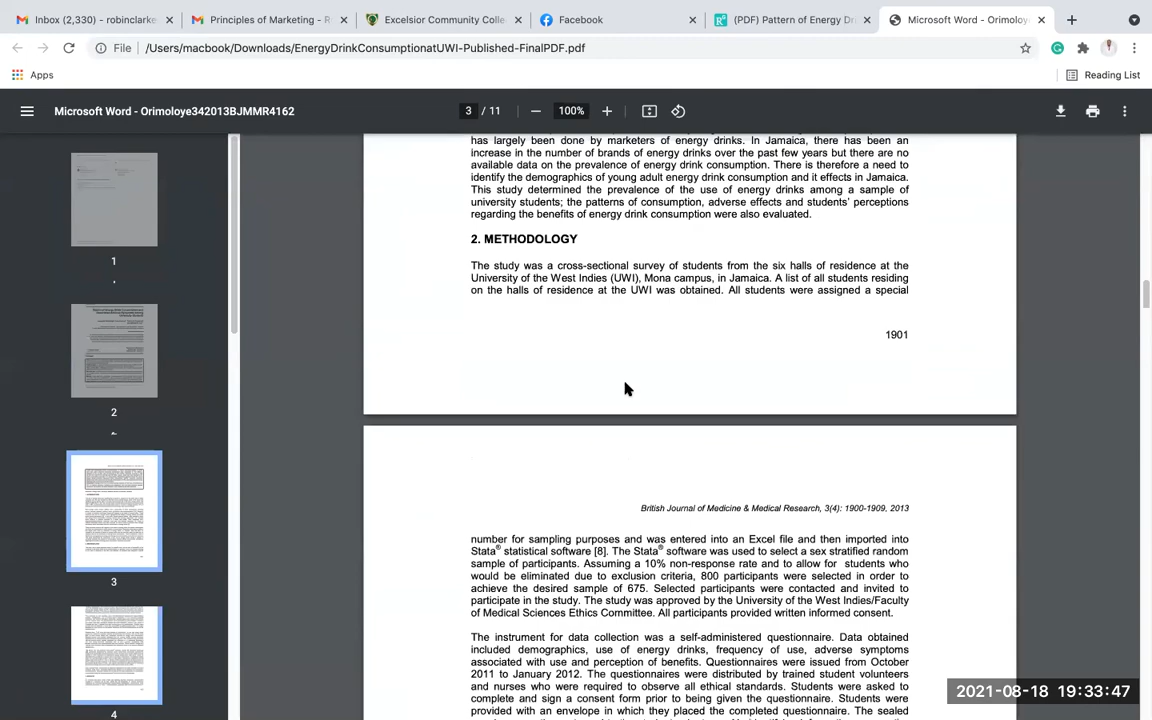 Inbox (2,330) - robinclarke
Principles of Marketing - R
Excelsior Community Colle
Facebook
(PDF) Pattern of Energy Dr
Microsoft Word - Orimoloy
File
/Users/macbook/Downloads/EnergyDrinkConsumptionatUWI-Published-FinalPDF.pdf
Apps
Reading List
Microsoft Word - Orimoloye342013BJMMR4162
3 / 11
100%
has largely been done by marketers of energy drinks. In Jamaica, there has been an
increase in the number of brands of energy drinks over the past few years but there are no
available data on the prevalence of energy drink consumption. There is therefore a need to
identify the demographics of young adult energy drink consumption and it effects in Jamaica.
This study determined the prevalence of the use of energy drinks among a sample of
university students; the patterns of consumption, adverse effects and students' perceptions
regarding the benefits of energy drink consumption were also evaluated.
2. METHODOLOGY
The study was a cross-sectional survey of students from the six halls of residence at the
University of the West Indies (UWI), Mona campus, in Jamaica. A list of all students residing
on the halls of residence at the UWI was obtained. All students were assigned a special
1901
British Journal of Medicine & Medical Research, 3(4): 1900-1909, 2013
number for sampling purposes and was entered into an Excel file and then imported into
Stata® statistical software [8]. The Stata® software was used to select a sex stratified random
sample of participants. Assuming a 10% non-response rate and to allow for students who
would be eliminated due to exclusion criteria, 800 participants were selected in order to
achieve the desired sample of 675. Selected participants were contacted and invited to
participate in the study. The study was approved by the University of the West Indies/Faculty
of Medical Sciences Ethics Committee. All participants provided written informed consent.
The instrument for data collection was a self-administered questionnaire. Data obtained
included demographics, use of energy drinks, frequency of use, adverse symptoms
associated with use and perception of benefits. Questionnaires were issued from October
2011 to January 2012. The questionnaires were distributed by trained student volunteers
and nurses who were required to observe all ethical standards. Students were asked to
complete and sign a consent form prior to being given the questionnaire. Students were
provided with an envelope in which they placed the completed questionnaire. The sealed
1
2
3
4
2021-08-18 19:33:47